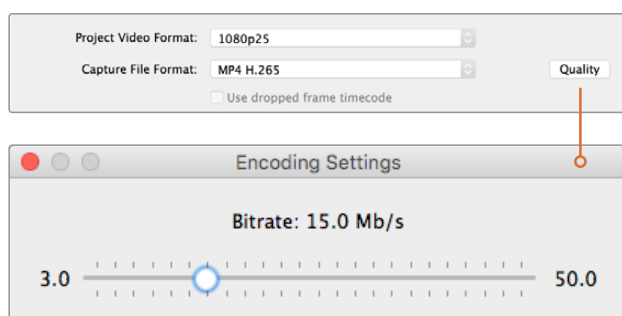 Project Video Format: 1080p25
Capture File Format: MP4 H.265 Quality
Use dropped frame timecode
Encoding Settings
Bitrate: 15.0 Mb/s
3.0 50.0